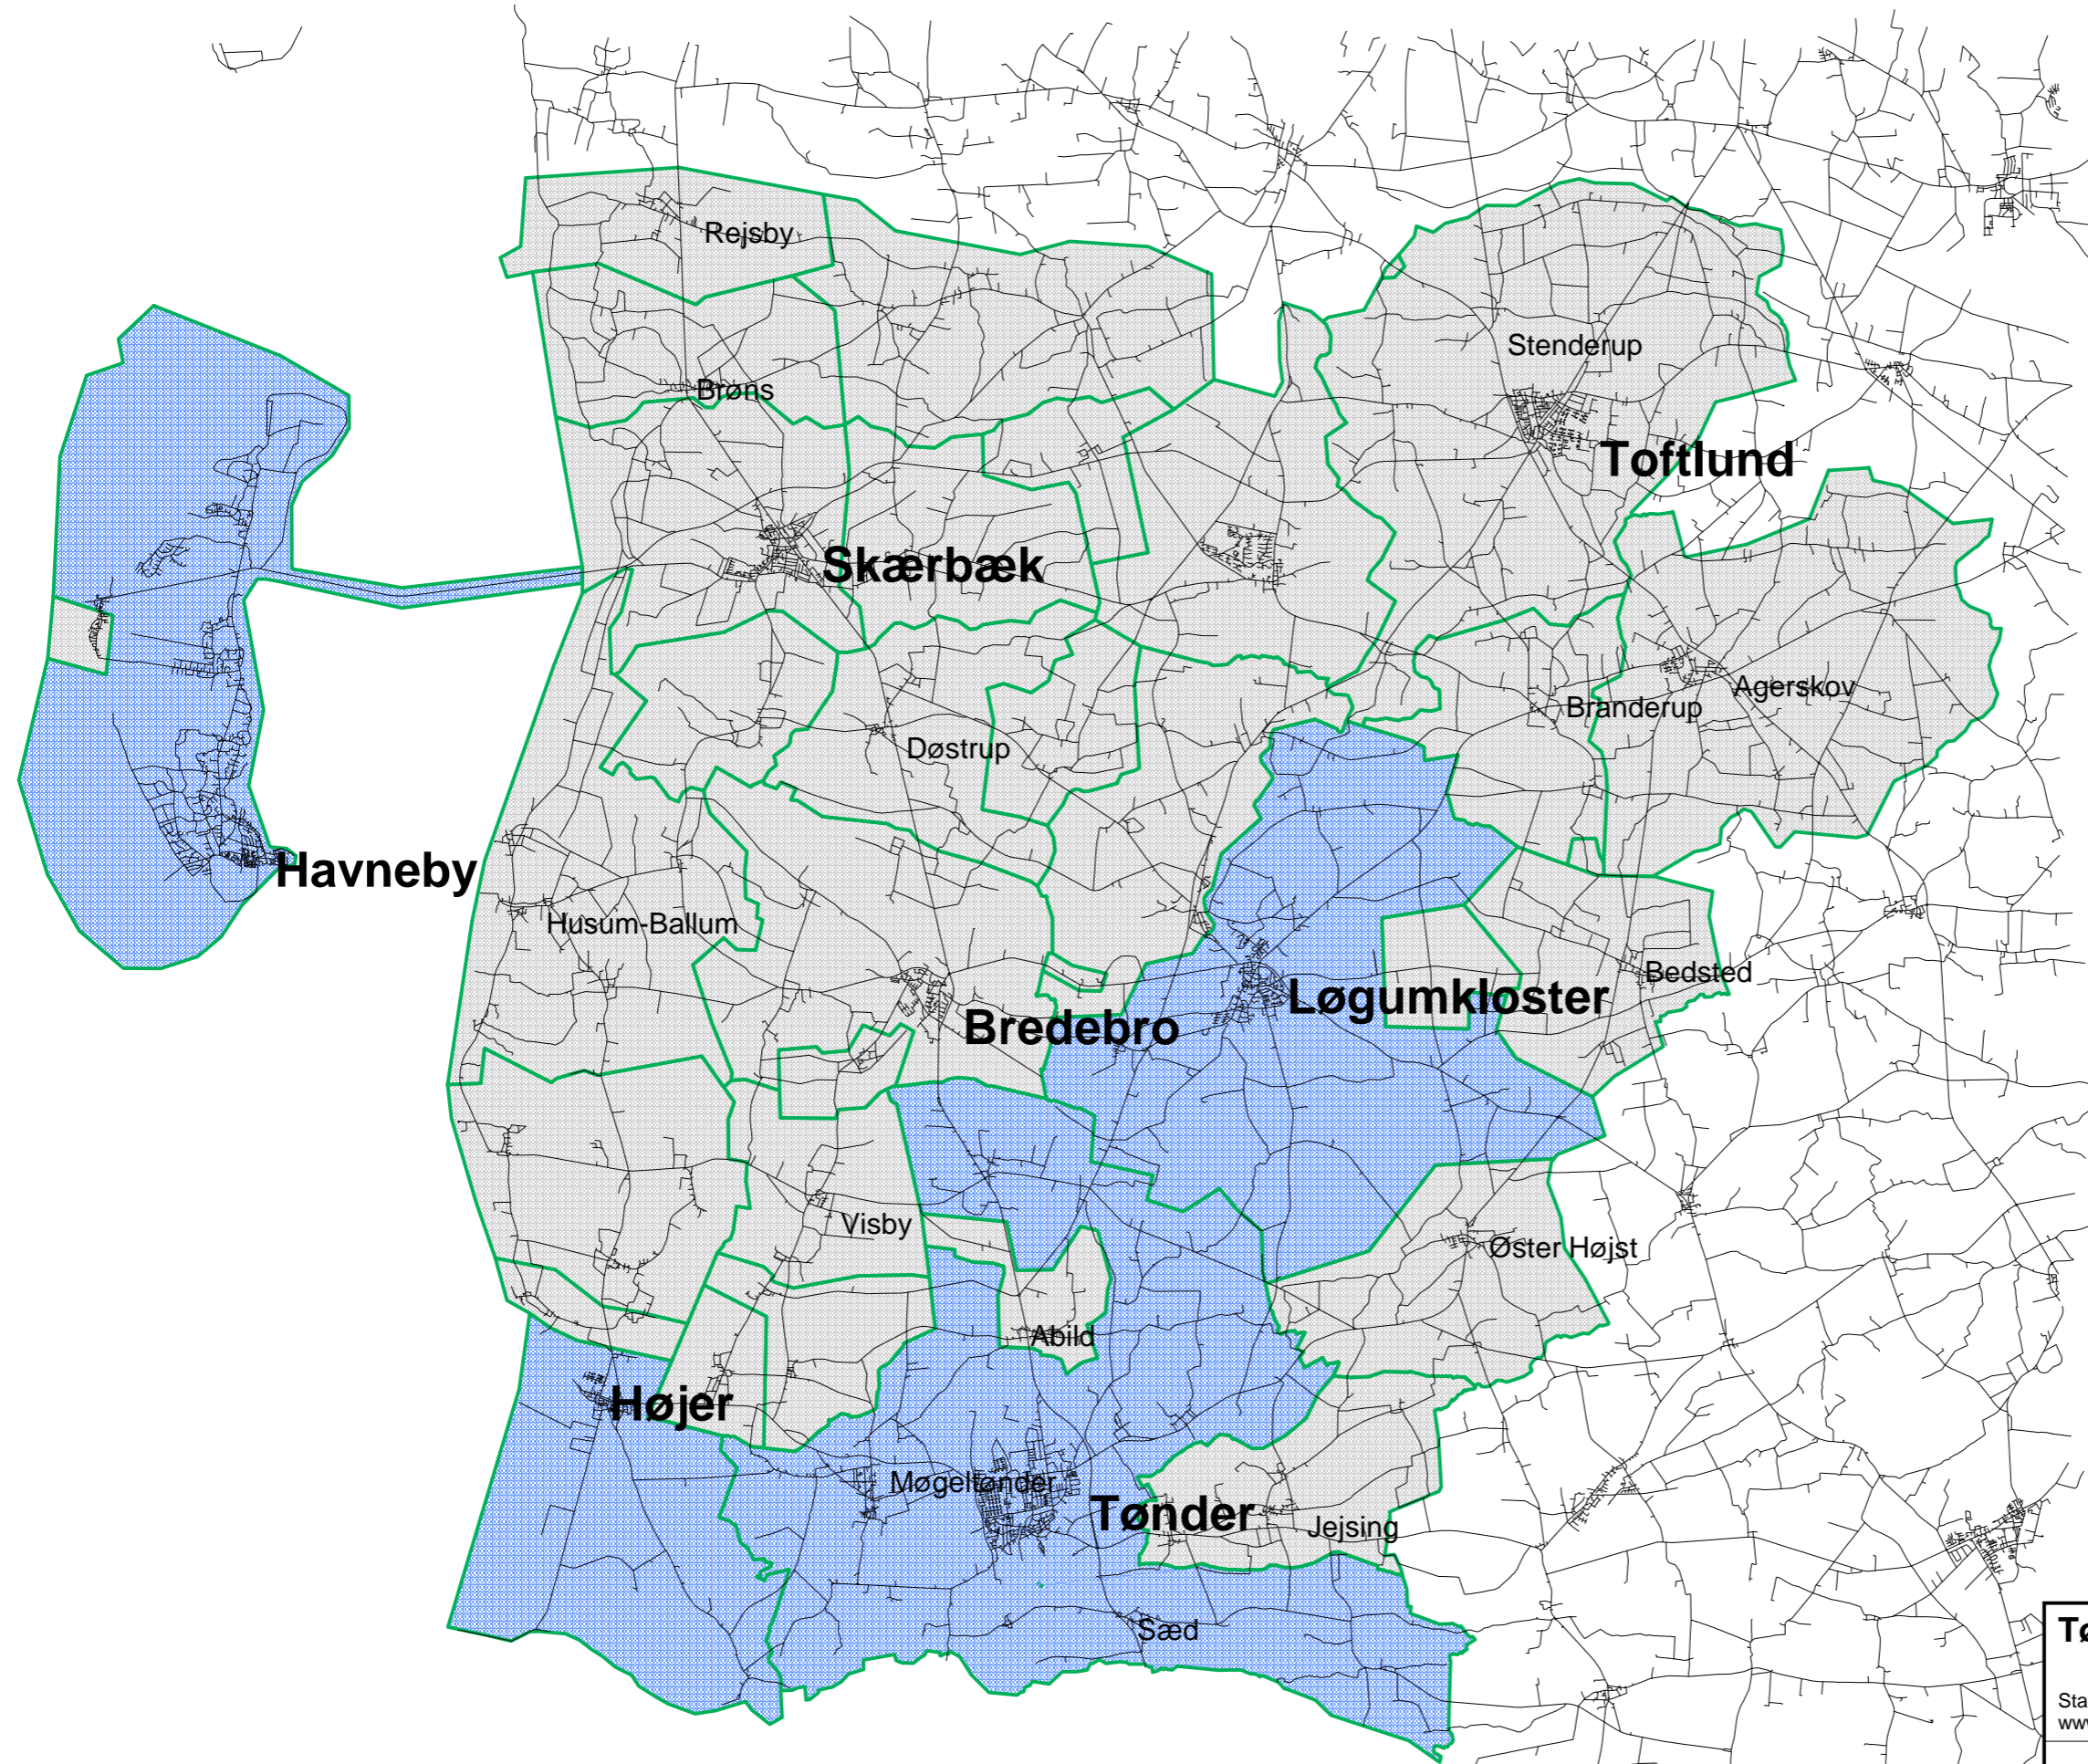 Rejsby
Stenderup
Brøns
Toftlund
Skærbæk
Agerskov
Branderup
Døstrup
Havneby
Husum-Ballum
Bedsted
Løgumkloster
Bredebro
Visby
Øster Højst
Abild
Højer
Møgeltønder
Tønder
Jejsing
Sæd